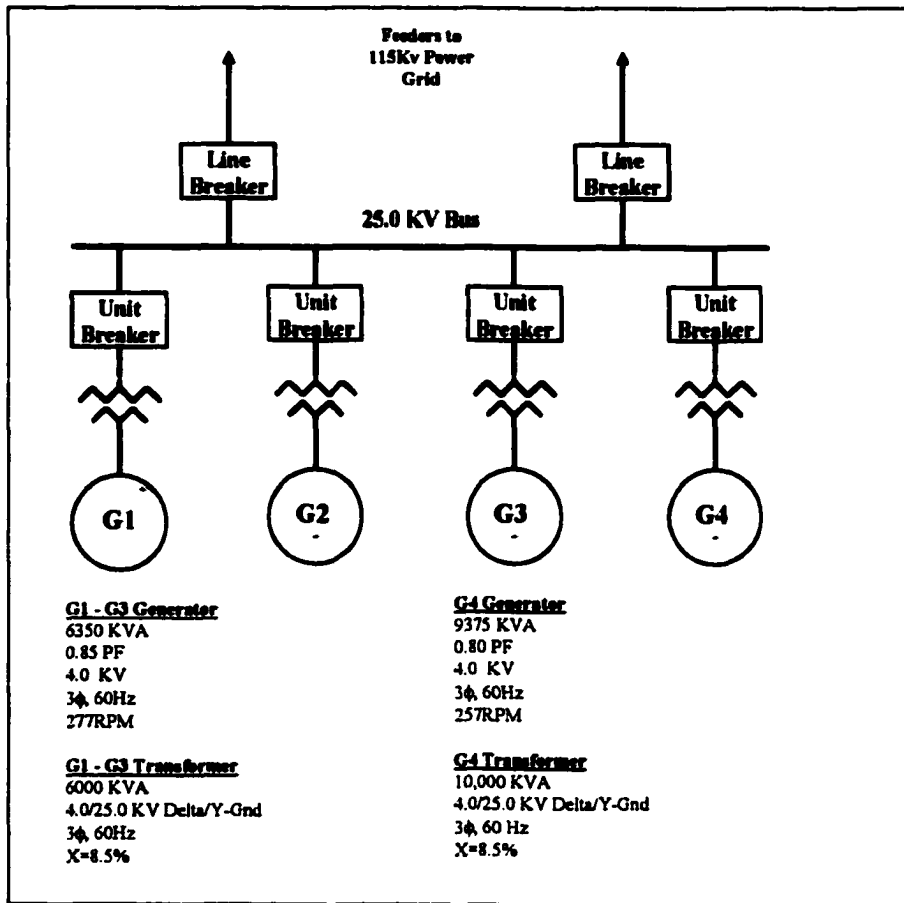 Feeders to
115Kv Power
Grid
Line
Breaker
Line
Breaker
25.0 KV Bus
Unit
Breaker
Unit
Breaker
Unit
Breaker
Unit
Breaker
G1
G2
G3
G4
G1 - G3 Generator
6350 KVA
0.85 PF
4.0 KV
3ϕ, 60Hz
277RPM
G1 - G3 Transformer
6000 KVA
4.0/25.0 KV Delta/Y-Gnd
3ϕ, 60Hz
X=8.5%
G4 Generator
9375 KVA
0.80 PF
4.0 KV
3ϕ, 60Hz
257RPM
G4 Transformer
10,000 KVA
4.0/25.0 KV Delta/Y-Gnd
3ϕ, 60 Hz
X=8.5%